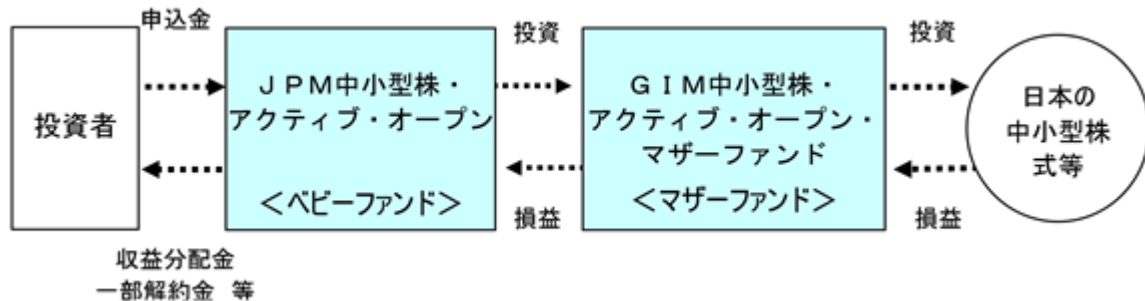 申込金
投資者
収益分配金
一部解約金 等
ＪＰＭ中小型株・
アクティブ・オープン
＜ベビーファンド＞
投資
損益
ＧＩＭ中小型株・
アクティブ・オープン・
マザーファンド
＜マザーファンド＞
投資
損益
日本の
中小型株
式等